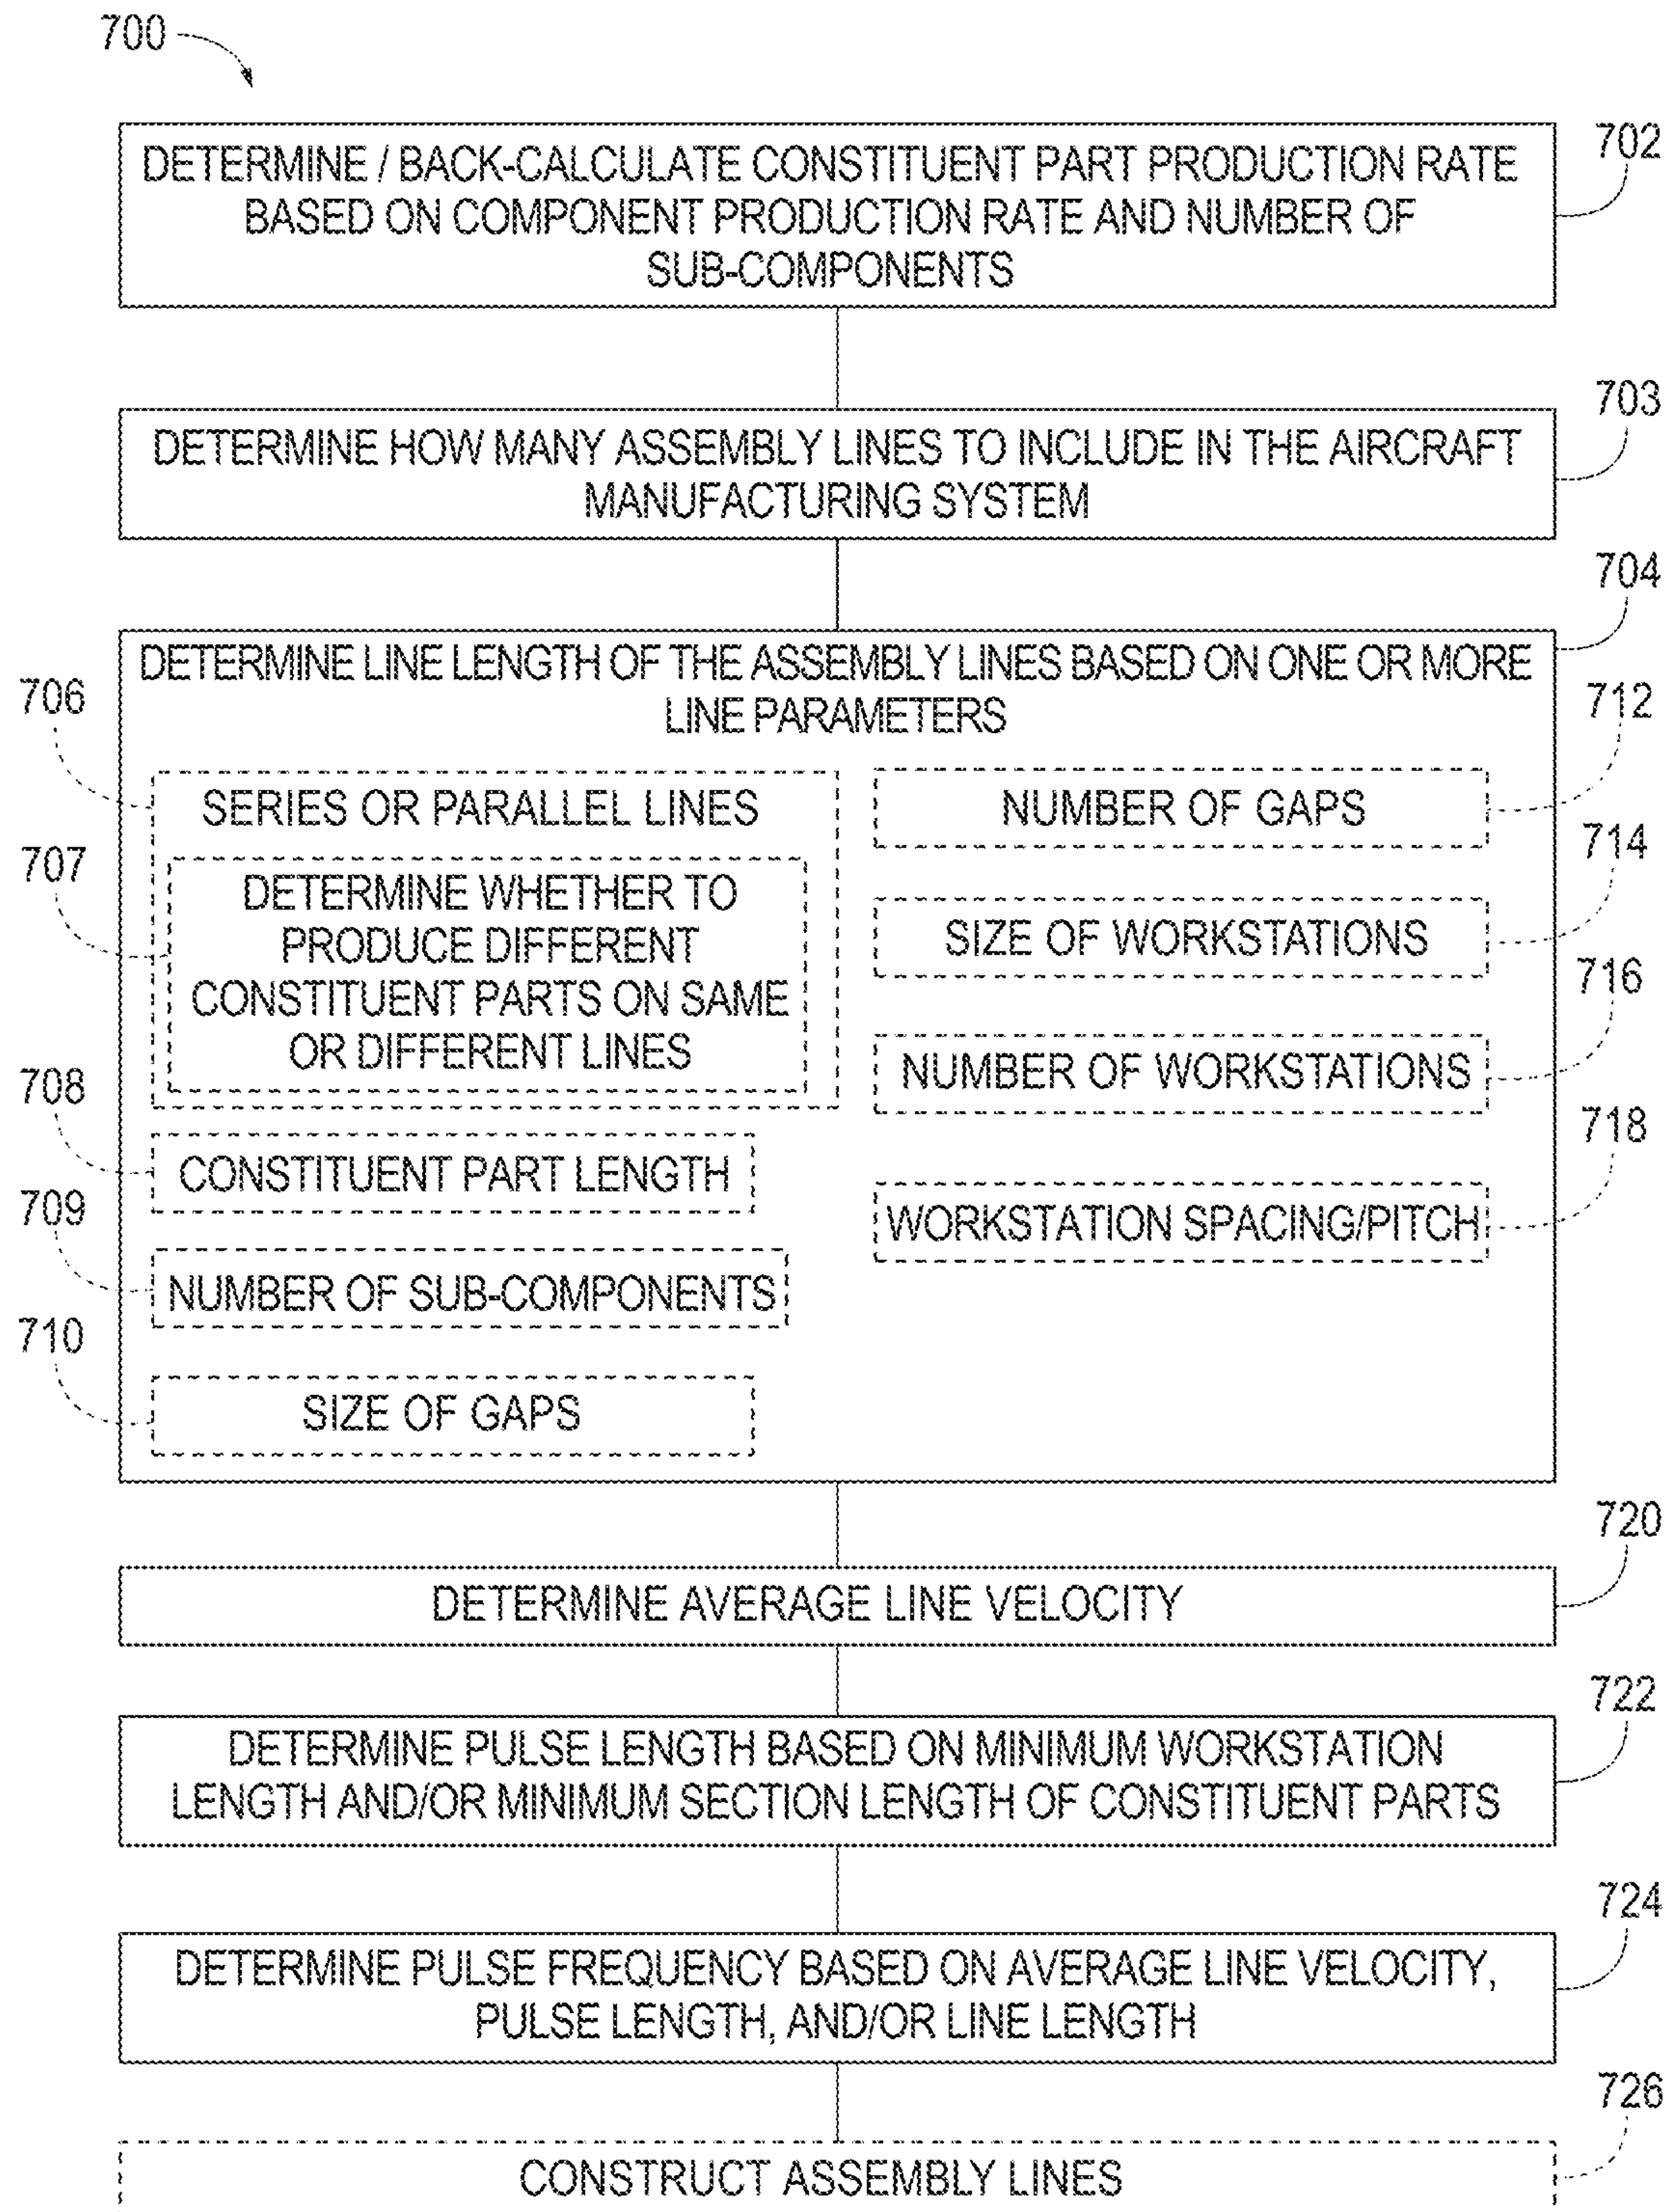 700
702
DETERMINE / BACK-CALCULATE CONSTITUENT PART PRODUCTION RATE
BASED ON COMPONENT PRODUCTION RATE AND NUMBER OF
SUB-COMPONENTS
703
DETERMINE HOW MANY ASSEMBLY LINES TO INCLUDE IN THE AIRCRAFT
MANUFACTURING SYSTEM
704
DETERMINE LINE LENGTH OF THE ASSEMBLY LINES BASED ON ONE OR MORE
LINE PARAMETERS
706
SERIES OR PARALLEL LINES
707
DETERMINE WHETHER TO
PRODUCE DIFFERENT
CONSTITUENT PARTS ON SAME
OR DIFFERENT LINES
708
CONSTITUENT PART LENGTH
709
NUMBER OF SUB-COMPONENTS
710
SIZE OF GAPS
712
NUMBER OF GAPS
714
SIZE OF WORKSTATIONS
716
NUMBER OF WORKSTATIONS
718
WORKSTATION SPACING/PITCH
720
DETERMINE AVERAGE LINE VELOCITY
722
DETERMINE PULSE LENGTH BASED ON MINIMUM WORKSTATION
LENGTH AND/OR MINIMUM SECTION LENGTH OF CONSTITUENT PARTS
724
DETERMINE PULSE FREQUENCY BASED ON AVERAGE LINE VELOCITY,
PULSE LENGTH, AND/OR LINE LENGTH
726
CONSTRUCT ASSEMBLY LINES